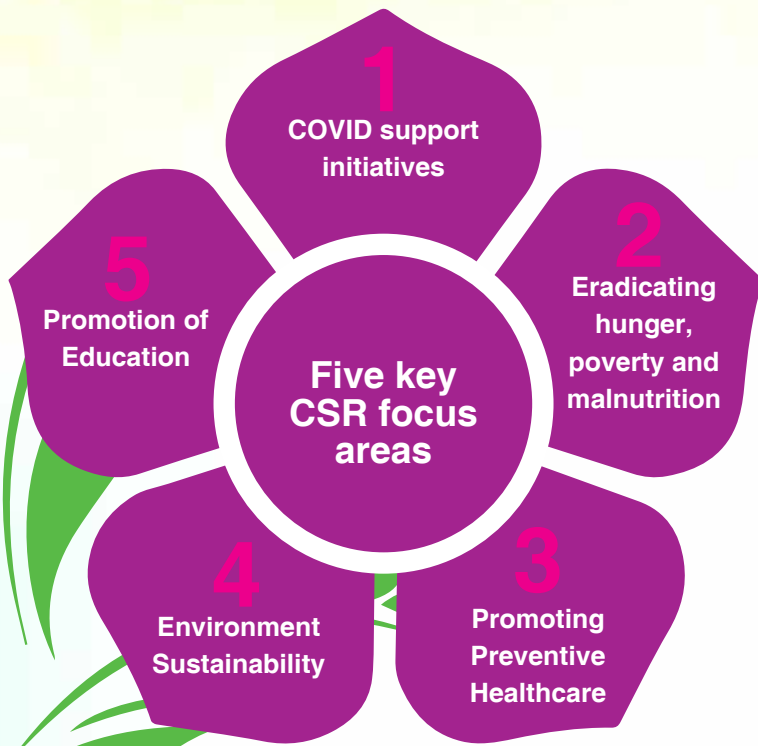 Five key
CSR focus
areas
1
COVID support
initiatives
2
Eradicating
hunger,
poverty and
malnutrition
3
Promoting
Preventive
Healthcare
4
Environment
Sustainability
5
Promotion of
Education